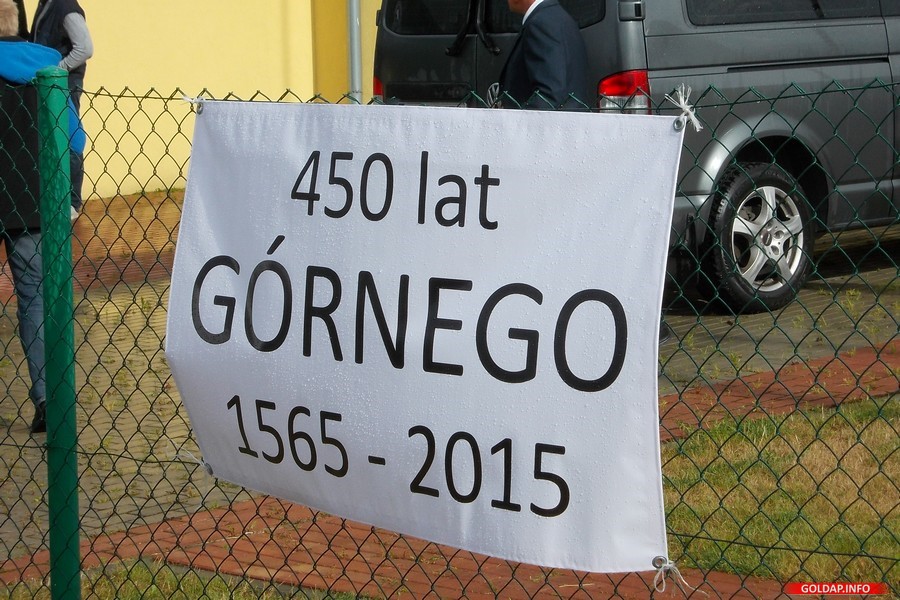 450 lat
GÓRNEGO
1565 - 2015
GOLDAP.INFO